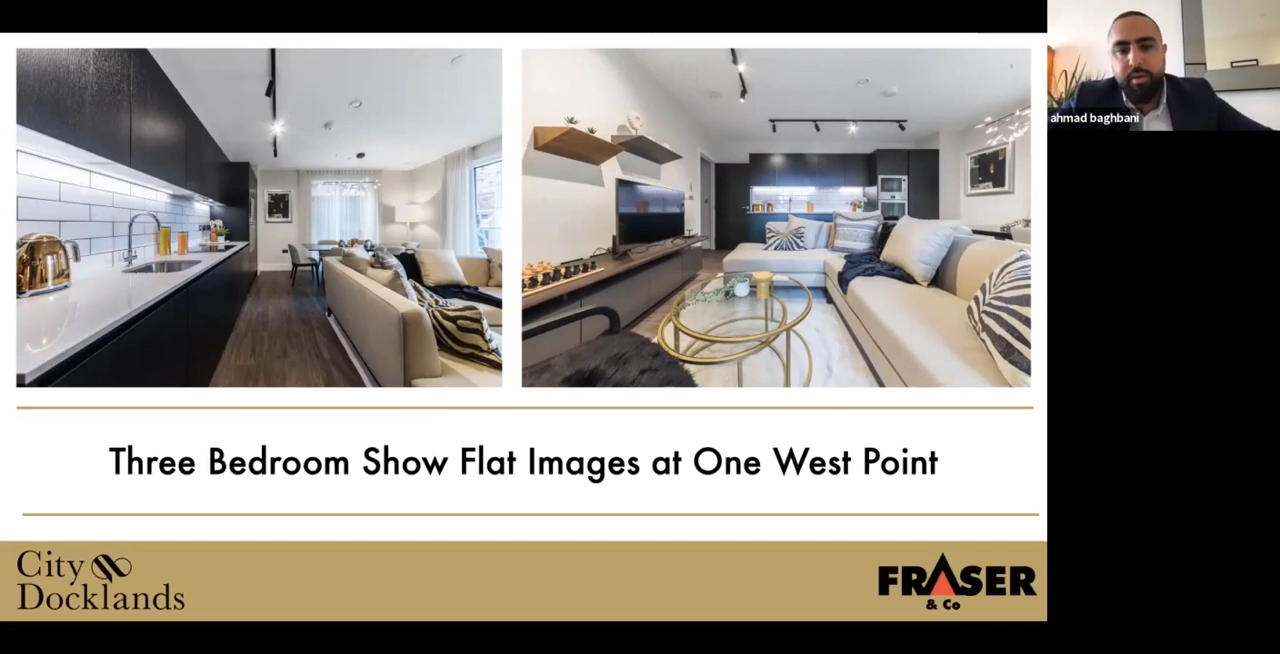 ahmad baghbani
Three Bedroom Show Flat Images at One West Point
City &
Docklands
FRASER
& Co